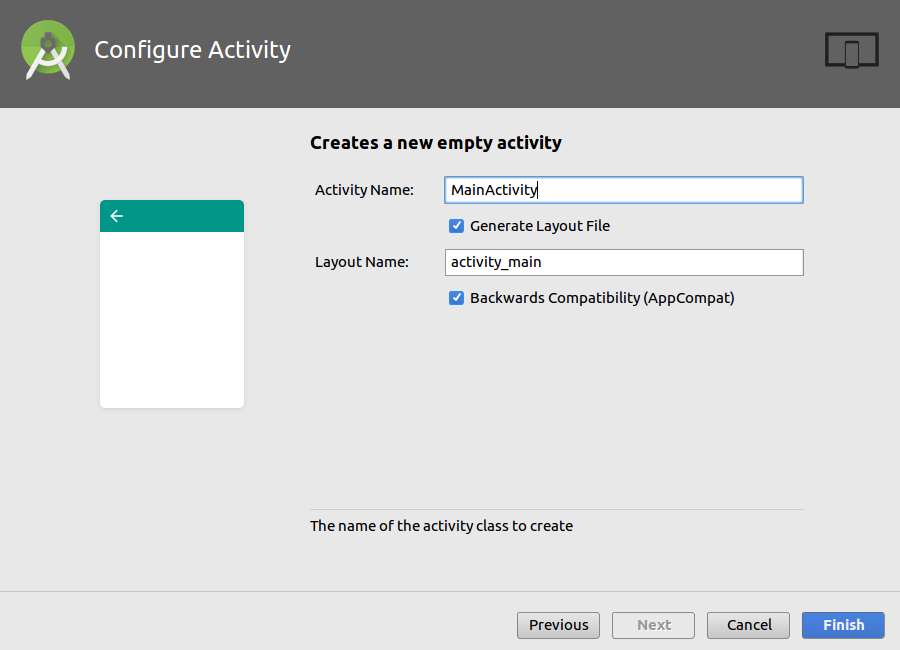 Configure Activity
Creates a new empty activity
Activity Name: MainActivity
Generate Layout File
Layout Name: activity_main
Backwards Compatibility (AppCompat)
The name of the activity class to create
Previous Next Cancel Finish